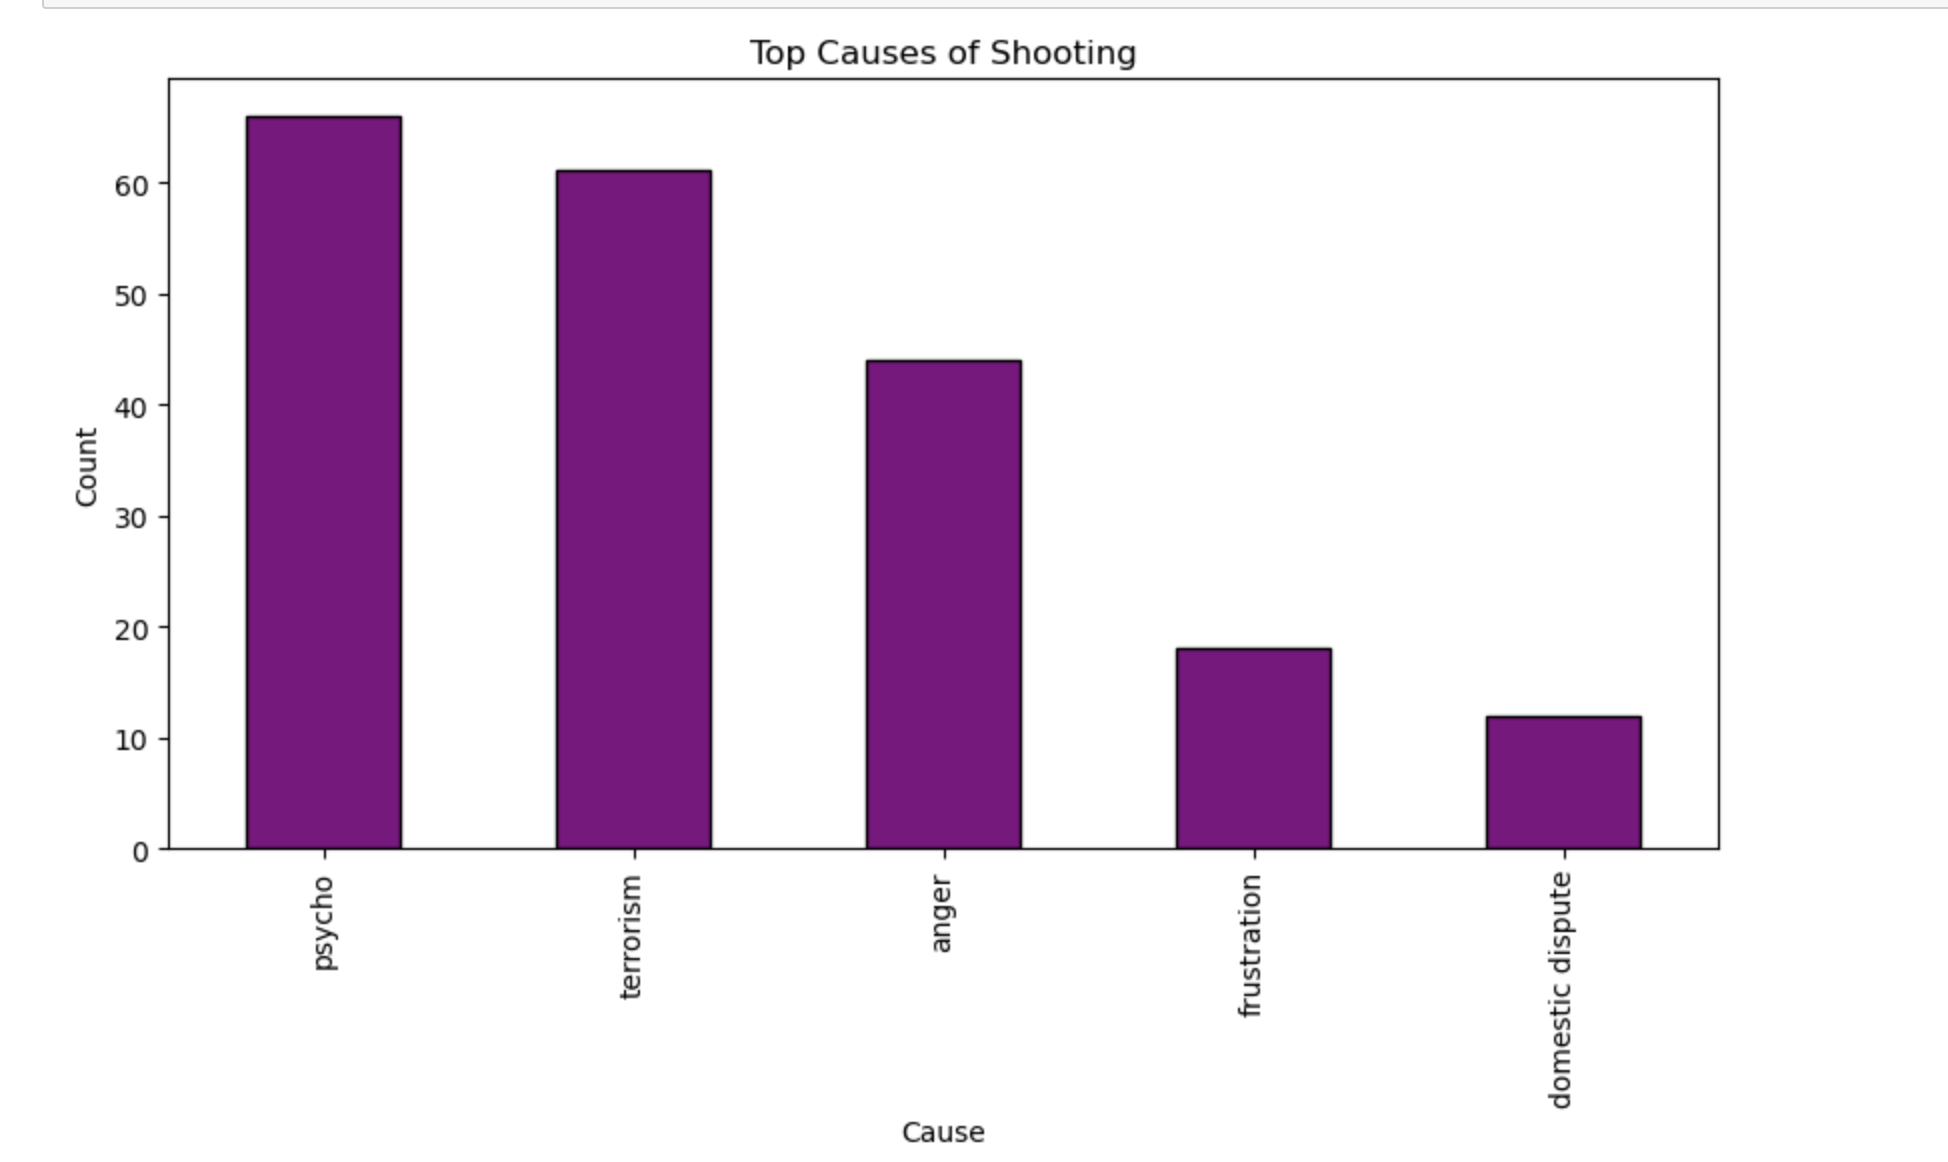 Top Causes of Shooting
60
50
40
30
20
10
0
Count
psycho
terrorism
anger
frustration
domestic dispute
Cause